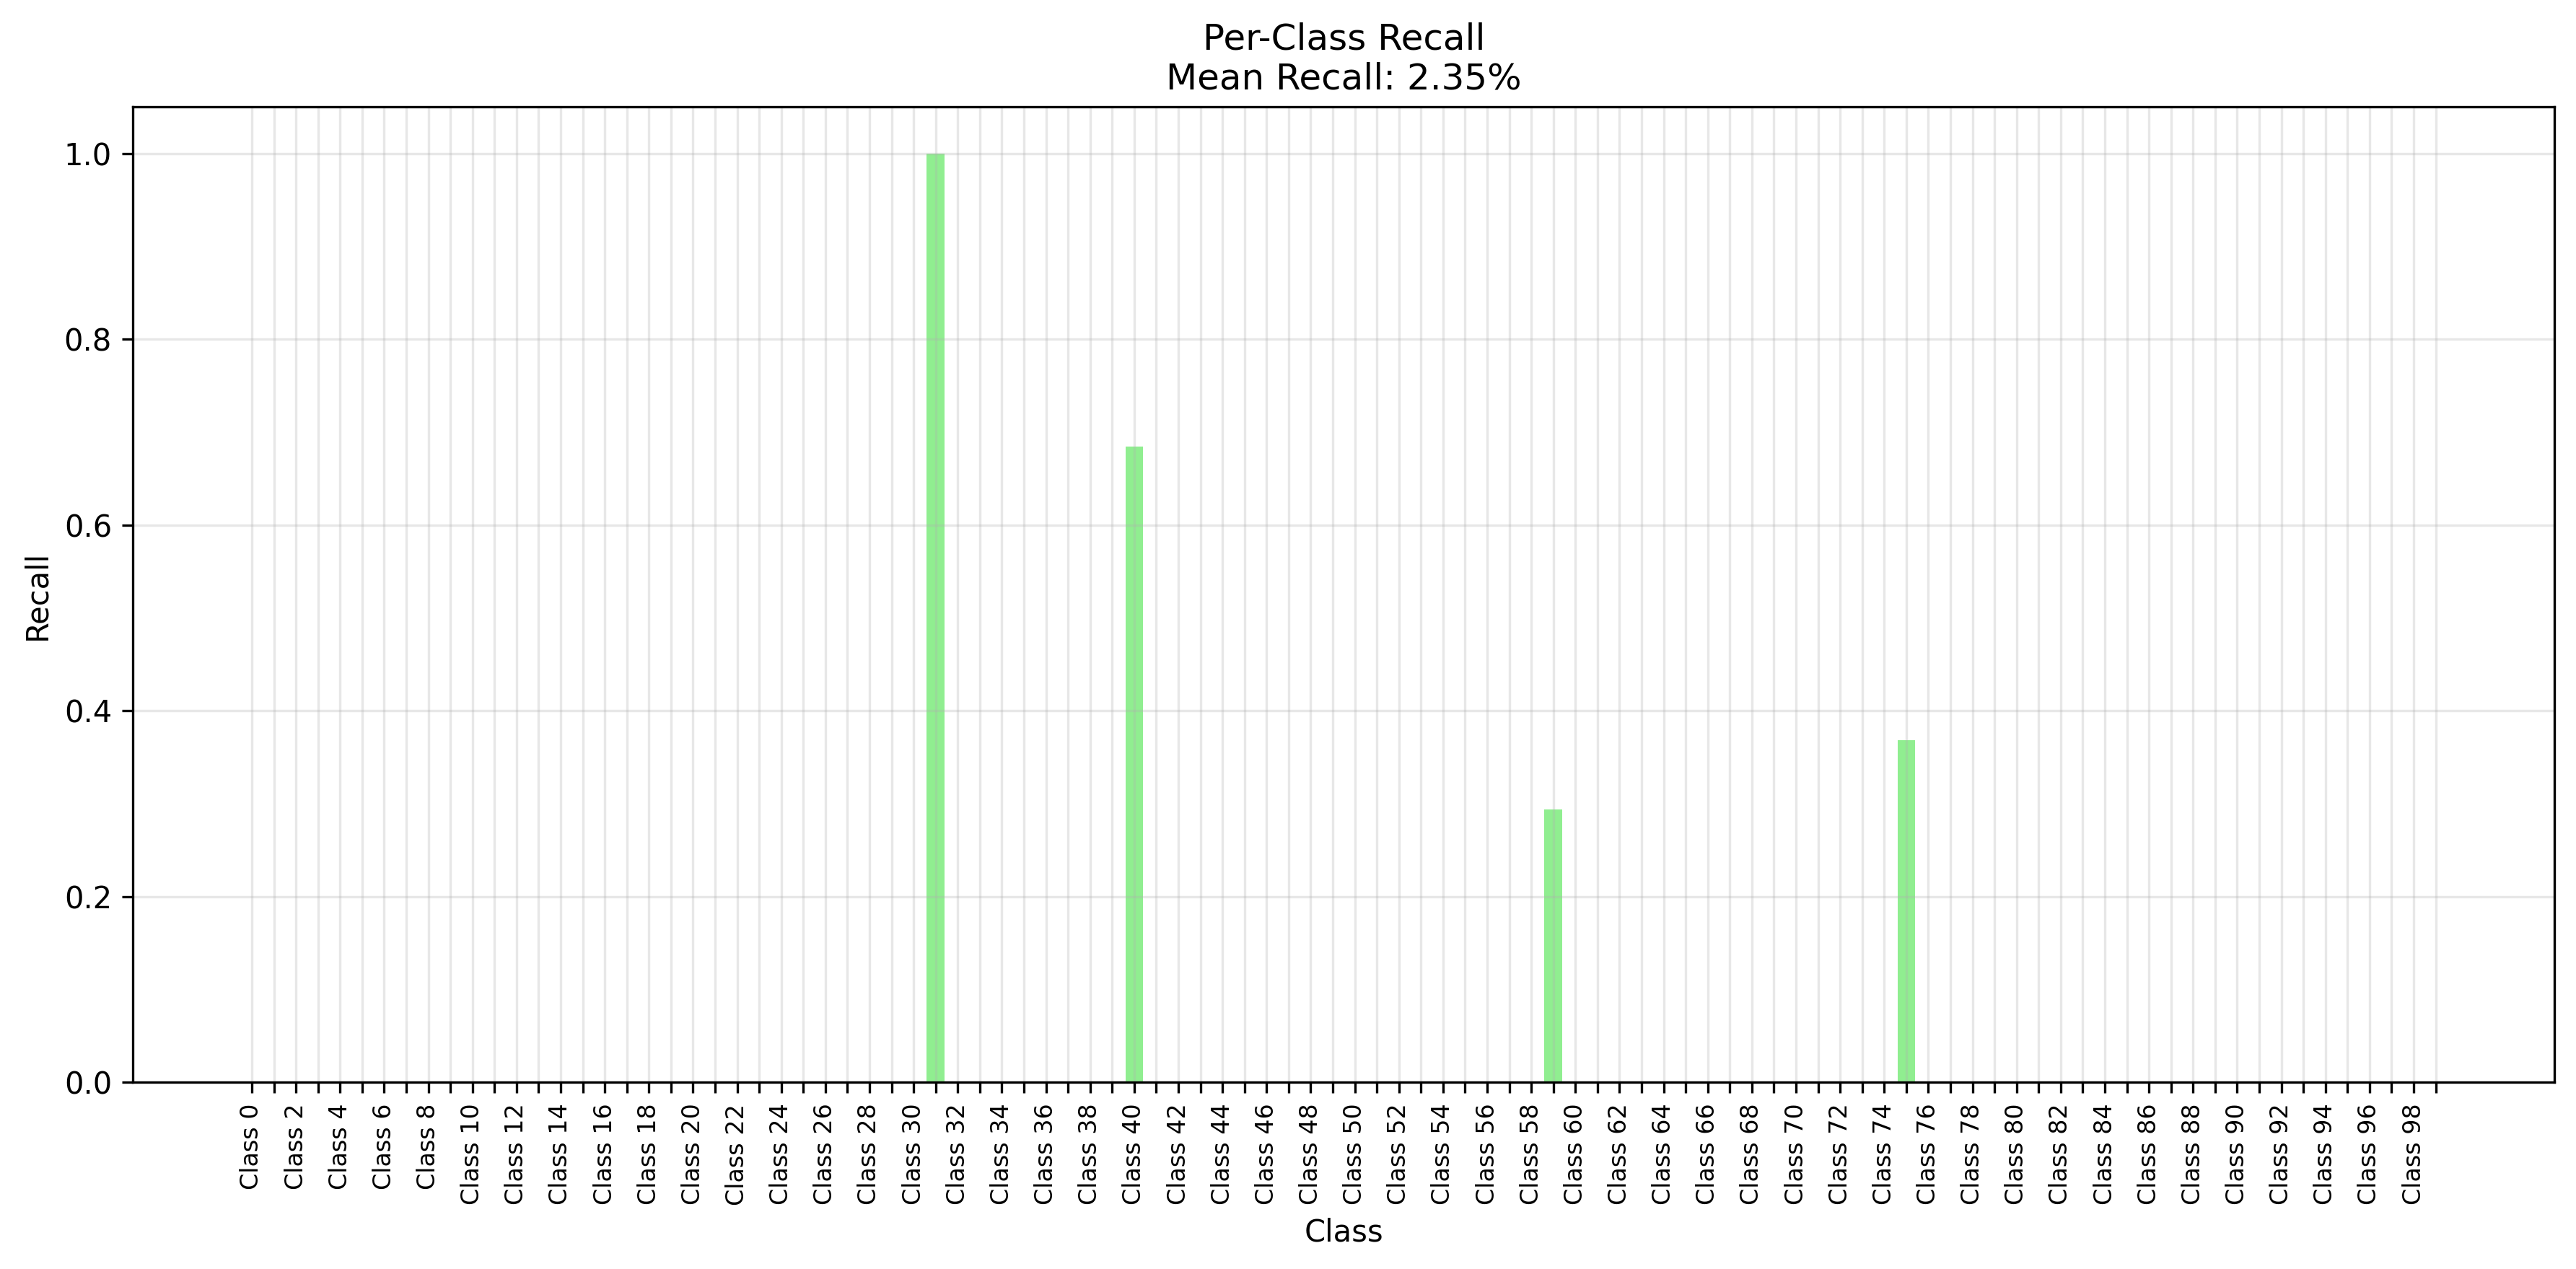 Per-Class Recall
Mean Recall: 2.35%
1.0
0.8
0.6
0.4
0.2
0.0
Recall
Class 0
Class 2
Class 4
Class 6
Class 8
Class 10
Class 12
Class 14
Class 16
Class 18
Class 20
Class 22
Class 24
Class 26
Class 28
Class 30
Class 32
Class 34
Class 36
Class 38
Class 40
Class 42
Class 44
Class 46
Class 48
Class 50
Class 52
Class 54
Class 56
Class 58
Class 60
Class 62
Class 64
Class 66
Class 68
Class 70
Class 72
Class 74
Class 76
Class 78
Class 80
Class 82
Class 84
Class 86
Class 88
Class 90
Class 92
Class 94
Class 96
Class 98
Class